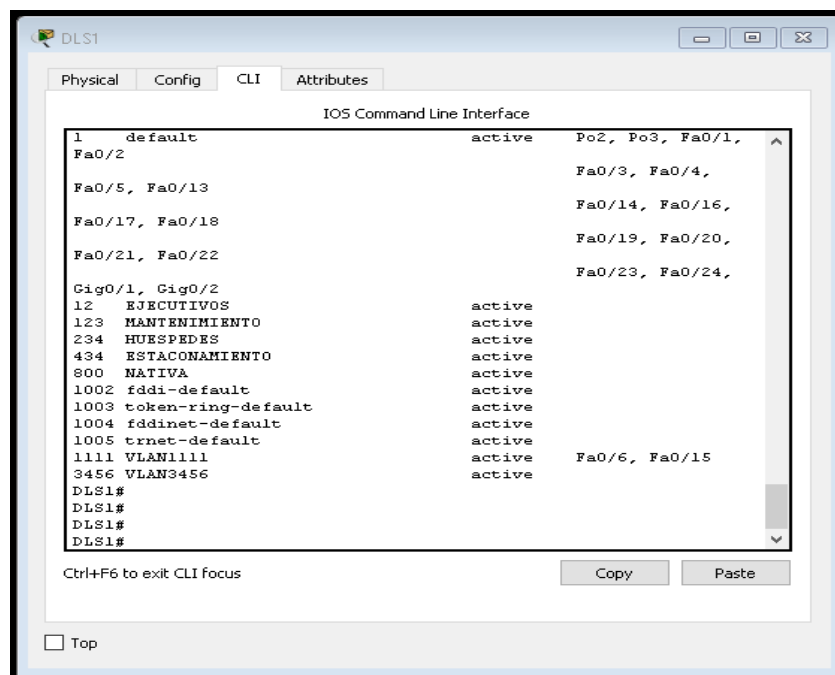 DLS1
Physical Config CLI Attributes
IOS Command Line Interface
1 default active Po2, Po3, Fa0/1,
Fa0/2
Fa0/3, Fa0/4,
Fa0/5, Fa0/13
Fa0/14, Fa0/16,
Fa0/17, Fa0/18
Fa0/19, Fa0/20,
Fa0/21, Fa0/22
Fa0/23, Fa0/24,
Gig0/1, Gig0/2
12 EJECUTIVOS active
123 MANTENIMIENTO active
234 HUESPEDES active
434 ESTACONAMIENTO active
800 NATIVA active
1002 fddi-default active
1003 token-ring-default active
1004 fddinet-default active
1005 trnet-default active
1111 VLAN1111 active Fa0/6, Fa0/15
3456 VLAN3456 active
DLS1#
DLS1#
DLS1#
DLS1#
Ctrl+F6 to exit CLI focus
Copy Paste
Top